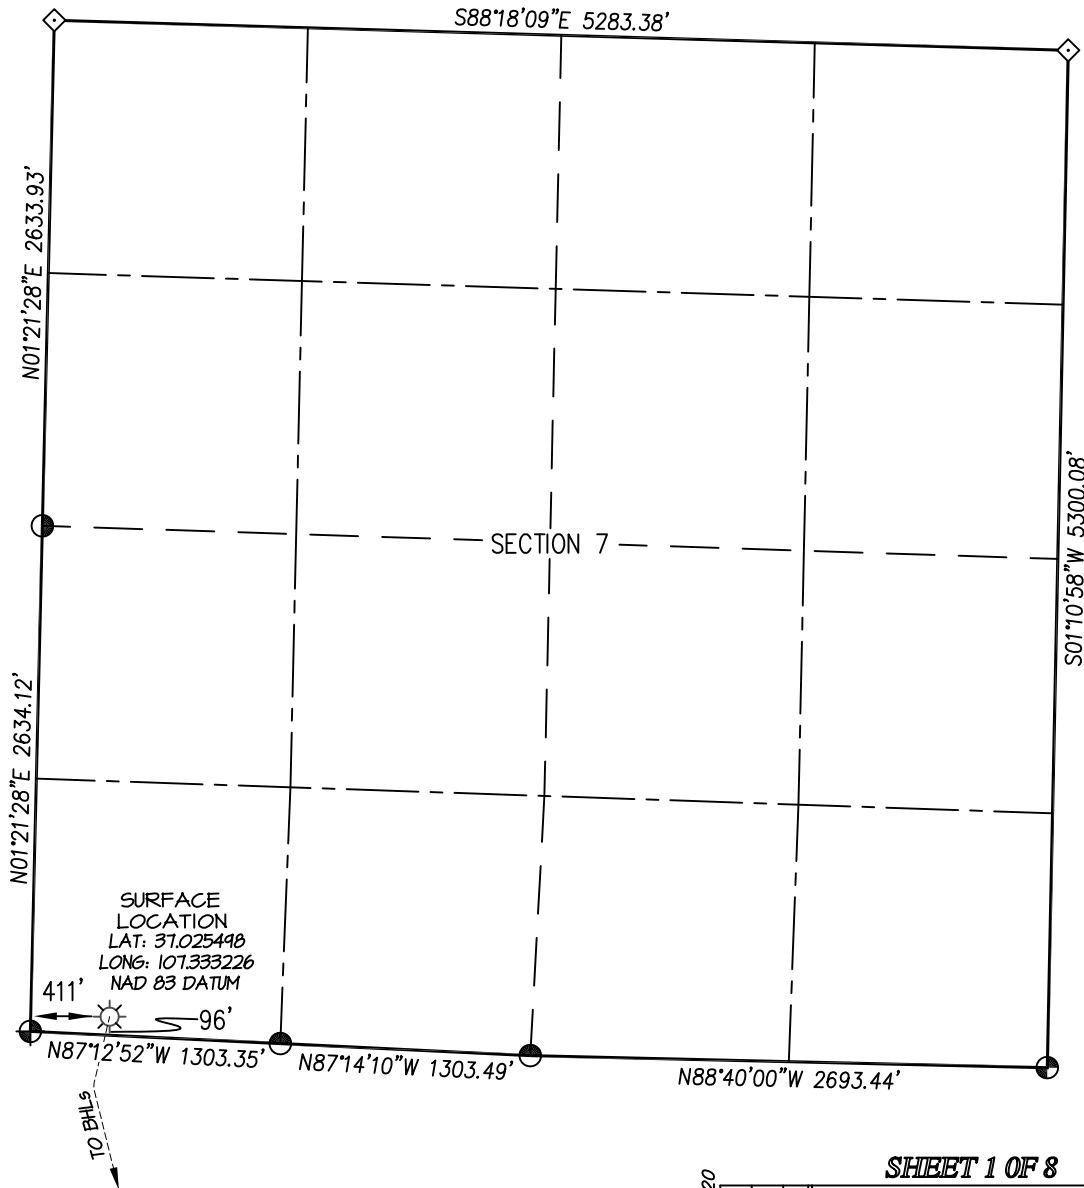 S88°18'09"E 5283.38'
N01°21'28"E 2633.93'
S01°10'58"W 5300.08'
SECTION 7
N01°21'28"E 2634.12'
SURFACE
LOCATION
LAT: 37.025498
LONG: 107.333226
NAD 83 DATUM
411'
96'
N87°12'52"W 1303.35'
N87°14'10"W 1303.49'
N88°40'00"W 2693.44'
TO BHLs
SHEET 1 OF 8
20